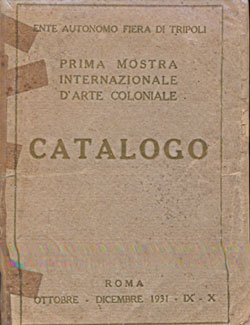 ENTE AUTONOMO FIERA DI TRIPOLI
PRIMA MOSTRA
INTERNAZIONALE
D'ARTE COLONIALE
CATALOGO
ROMA
OTTOBRE - DICEMBRE 1931 - IX - X